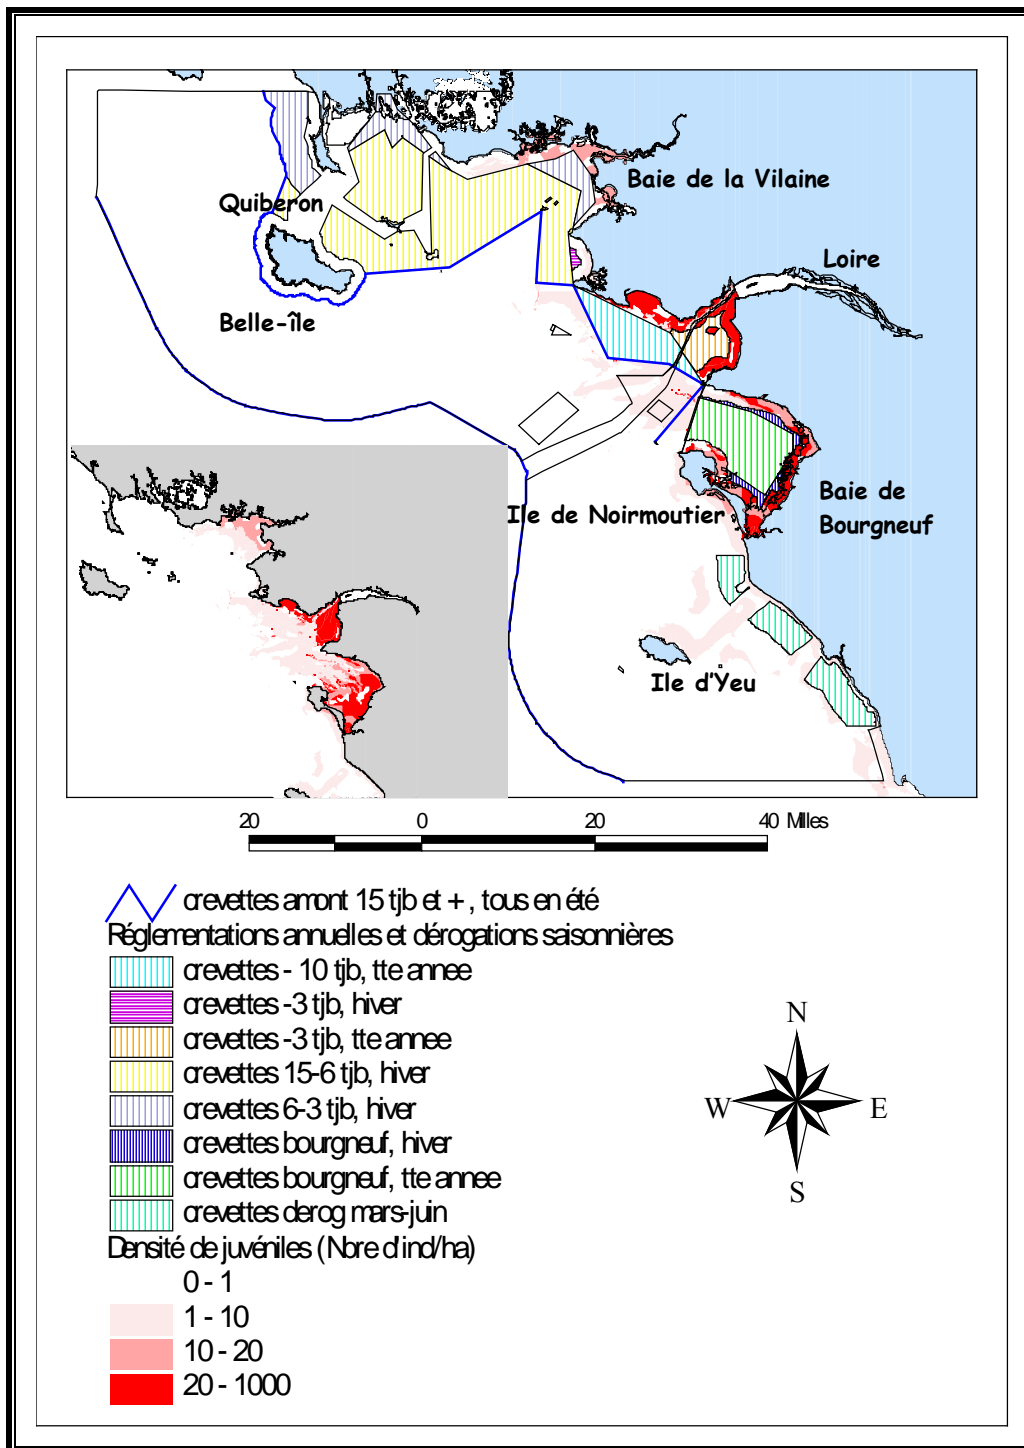 Baie de la Vilaine
Quiberon
Loire
Belle-île
Baie de
Bourgneuf
Ile de Noirmoutier
Ile d'Yeu
20 0 20 40 Milles
crevettes amont 15 tjb et + , tous en été
Réglementations annuelles et dérogations saisonnières
crevettes - 10 tjb, tte annee
crevettes -3 tjb, hiver
crevettes -3 tjb, tte annee
crevettes 15-6 tjb, hiver
crevettes 6-3 tjb, hiver
crevettes bourgneuf, hiver
crevettes bourgneuf, tte annee
crevettes derog mars-juin
Densité de juvéniles (Nbre d'ind/ha)
0 - 1
1 - 10
10 - 20
20 - 1000
N
W E
S